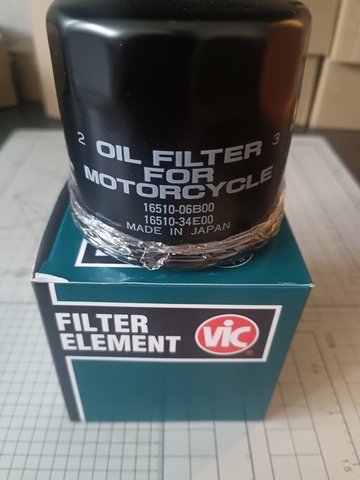 2 3
OIL FILTER
FOR
MOTORCYCLE
16510-06B00
16510-34E00
MADE IN JAPAN
FILTER
ELEMENT
VIC